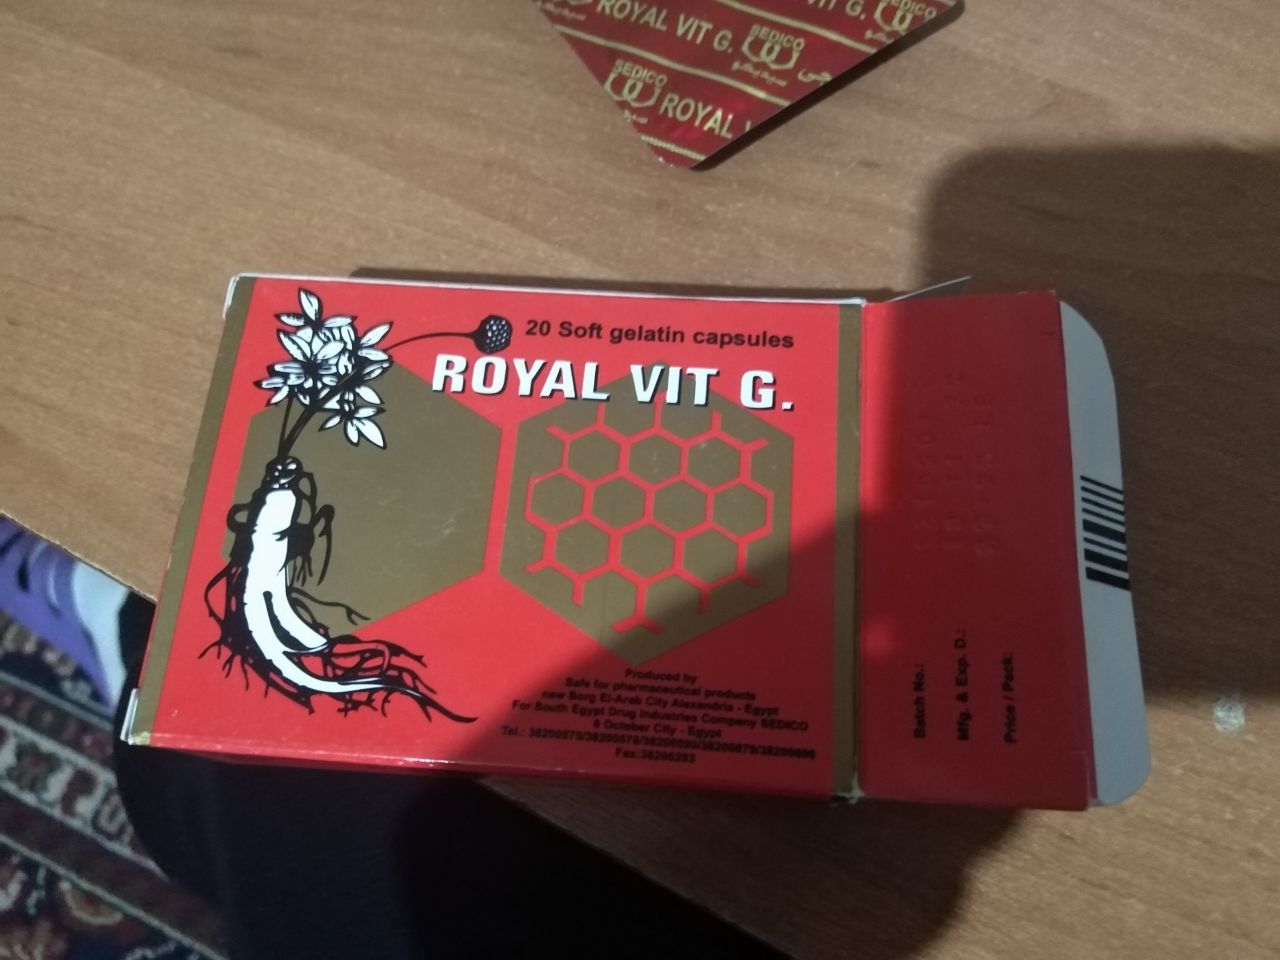 ROYAL VIT G.
SEDICO
سيديكو
SEDICO
ROYAL
20 Soft gelatin capsules
ROYAL VIT G.
Produced by
Safe for pharmaceutical products
new Borg El-Arab City Alexandria - Egypt
For South Egypt Drug Industries Company SEDICO
6 October City - Egypt
Batch No.:
Mfg. & Exp. D.:
Price / Pack: